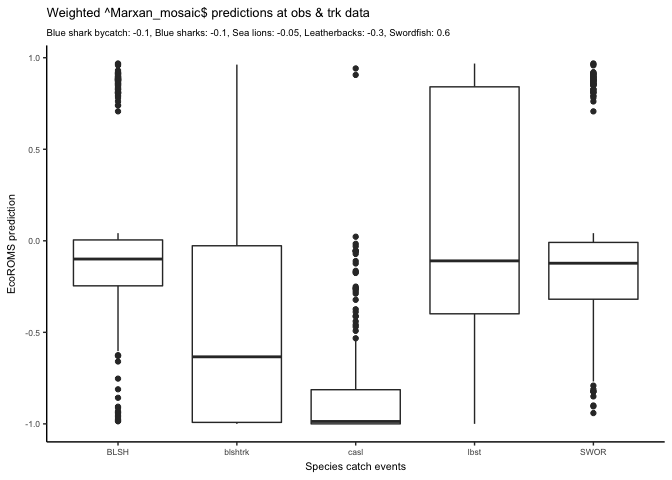 Weighted ^Marxan_mosaic$ predictions at obs & trk data
Blue shark bycatch: -0.1, Blue sharks: -0.1, Sea lions: -0.05, Leatherbacks: -0.3, Swordfish: 0.6
1.0
0.5
0.0
-0.5
-1.0
EcoROMS prediction
BLSH blshtrk casl lbst SWOR
Species catch events